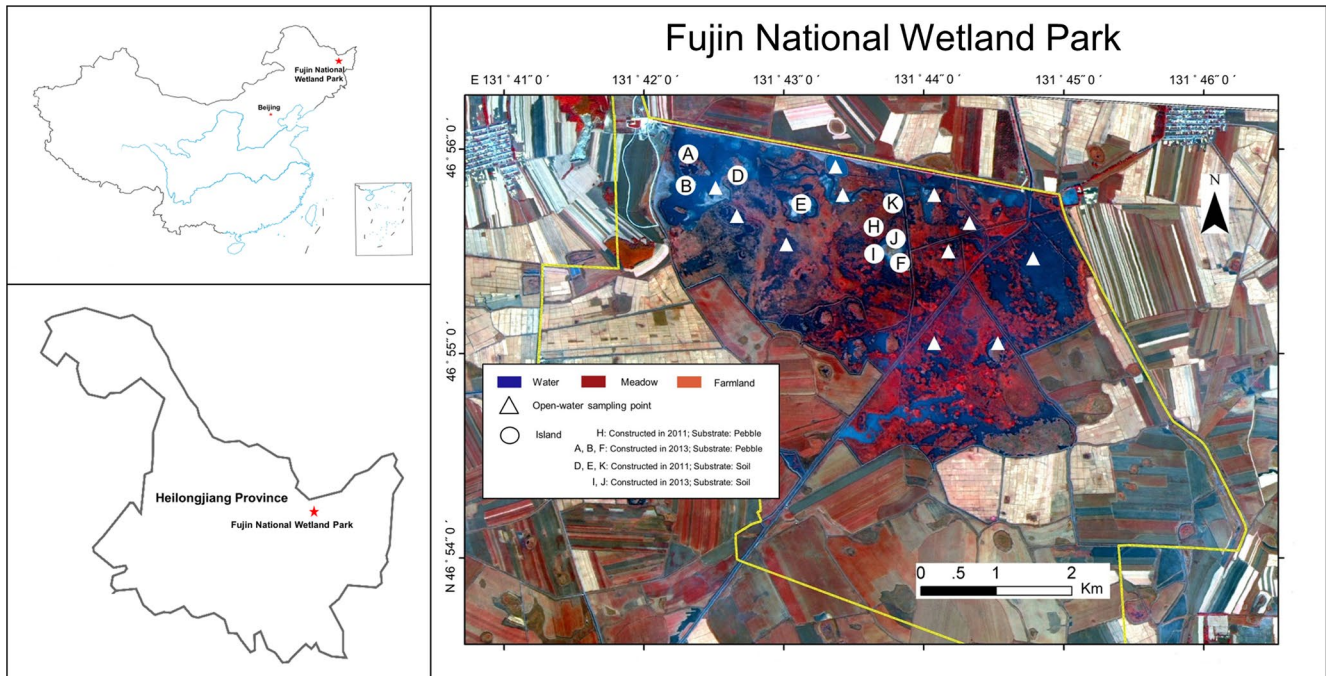 Fujin National
Wetland Park
Beijing
Heilongjiang Province
Fujin National Wetland Park
Fujin National Wetland Park
E 131°41′0″ 131°42′0″ 131°43′0″ 131°44′0″ 131°45′0″ 131°46′0″
46°56′0″
46°55′0″
N 46°54′0″
A
B
D
E
K
H
J
I
F
N
Water Meadow Farmland
Open-water sampling point
Island
H: Constructed in 2011; Substrate: Pebble
A, B, F: Constructed in 2013; Substrate: Pebble
D, E, K: Constructed in 2011; Substrate: Soil
I, J: Constructed in 2013; Substrate: Soil
0 .5 1 2
Km